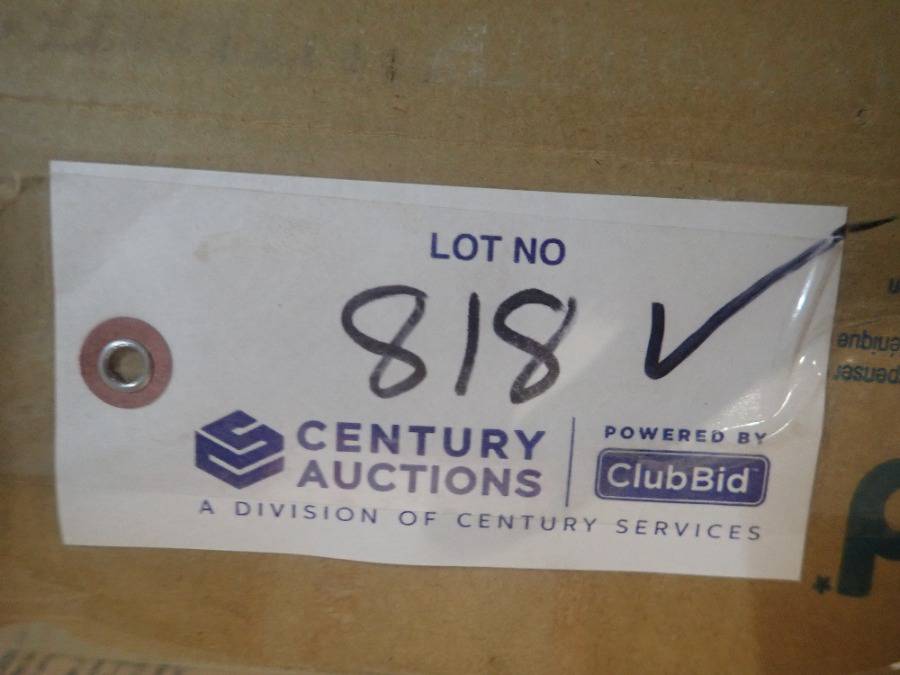 LOT NO
818 ✓
CENTURY
AUCTIONS
POWERED BY
ClubBid
A DIVISION OF CENTURY SERVICES